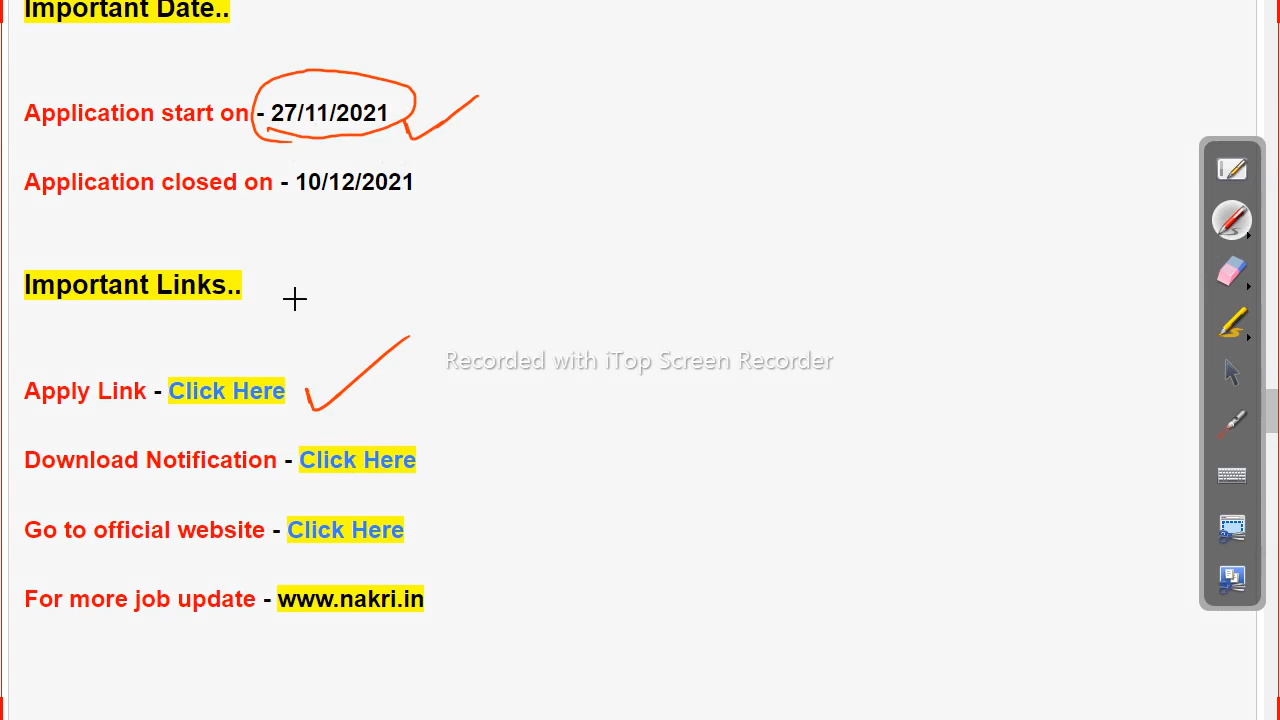 Important Date..
Application start on - 27/11/2021
Application closed on - 10/12/2021
Important Links..
Recorded with iTop Screen Recorder
Apply Link - Click Here
Download Notification - Click Here
Go to official website - Click Here
For more job update - www.nakri.in